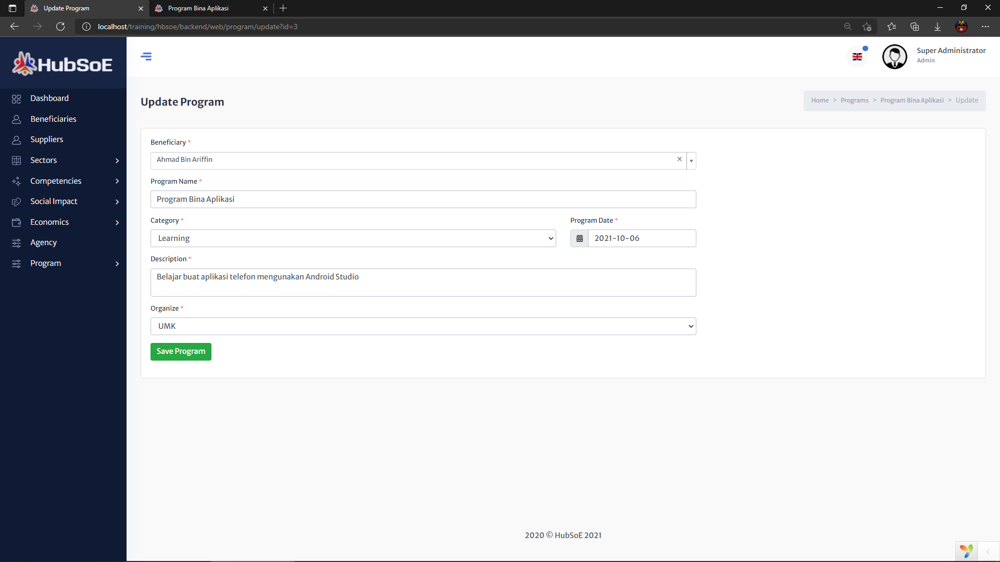 Update Program
Program Bina Aplikasi
localhost/training/hbsoe/backend/web/program/update?id=3
HubSoE
Super Administrator
Admin
Dashboard
Beneficiaries
Suppliers
Sectors
Competencies
Social Impact
Economics
Agency
Program
Update Program
Home > Programs > Program Bina Aplikasi > Update
Beneficiary *
Ahmad Bin Ariffin
Program Name *
Program Bina Aplikasi
Category *
Program Date *
Learning
2021-10-06
Description *
Belajar buat aplikasi telefon mengunakan Android Studio
Organize *
UMK
Save Program
2020 © HubSoE 2021